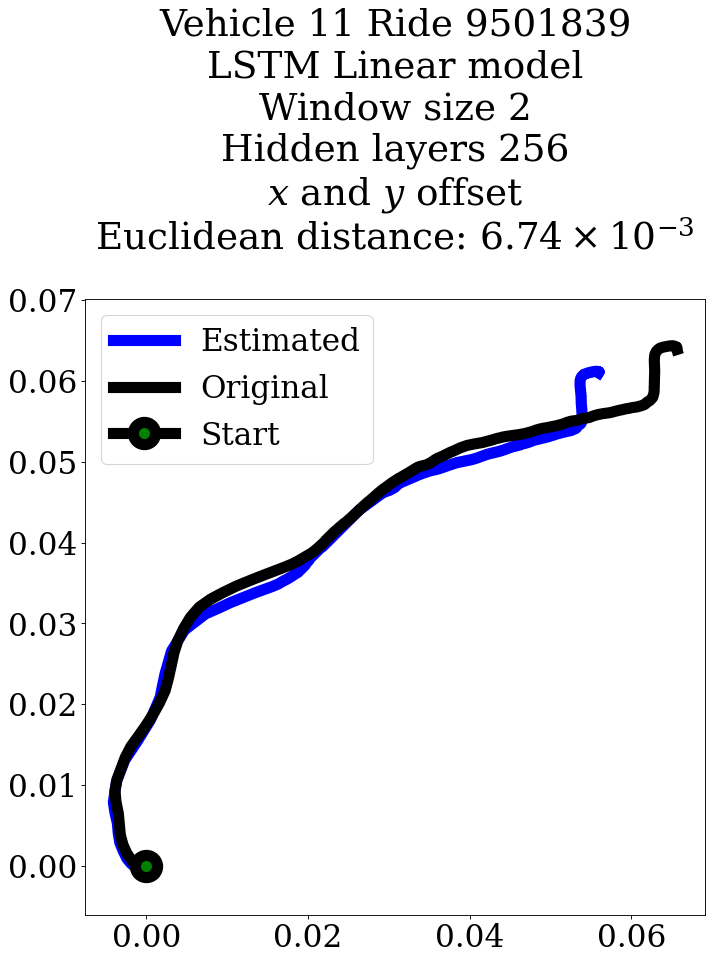 Vehicle 11 Ride 9501839
LSTM Linear model
Window size 2
Hidden layers 256
x and y offset
Euclidean distance: 6.74 × 10⁻³
0.07
Estimated
Original
Start
0.06
0.05
0.04
0.03
0.02
0.01
0.00
0.00 0.02 0.04 0.06